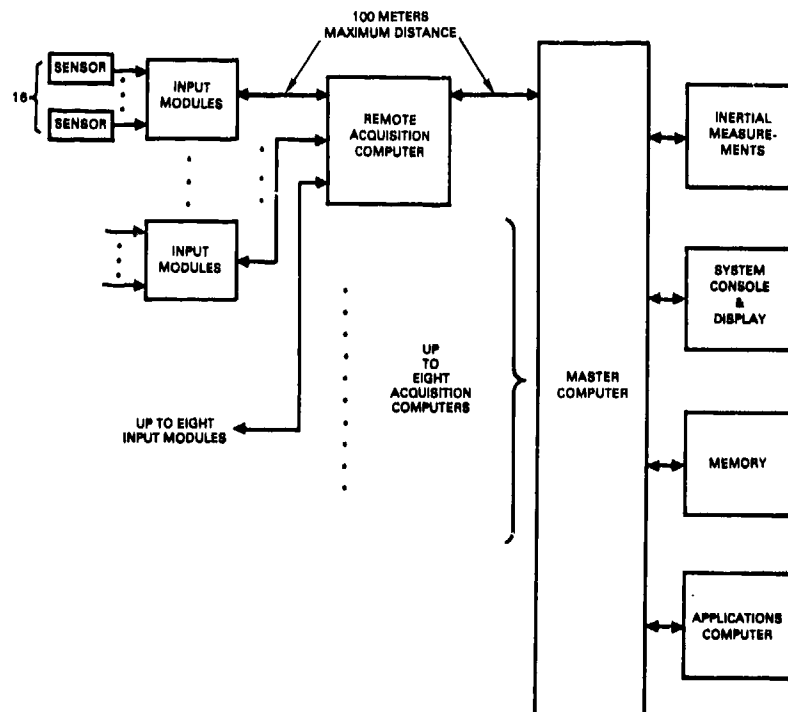 100 METERS
MAXIMUM DISTANCE
SENSOR
16
SENSOR
INPUT
MODULES
REMOTE
ACQUISITION
COMPUTER
INERTIAL
MEASURE-
MENTS
INPUT
MODULES
SYSTEM
CONSOLE
&
DISPLAY
UP
TO
EIGHT
ACQUISITION
COMPUTERS
MASTER
COMPUTER
UP TO EIGHT
INPUT MODULES
MEMORY
APPLICATIONS
COMPUTER